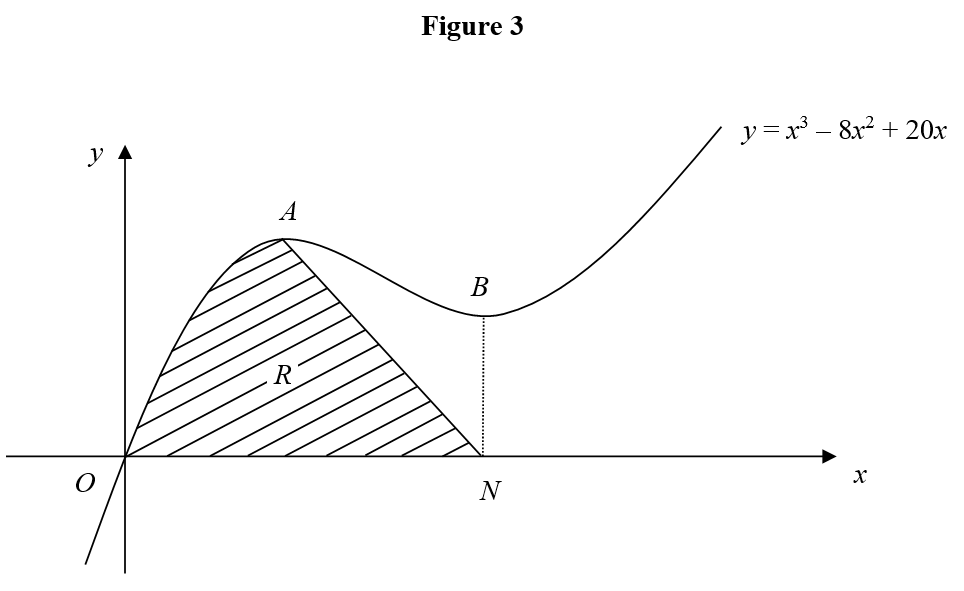 Figure 3
y = x³ – 8x² + 20x
y
A
B
R
O
N
x